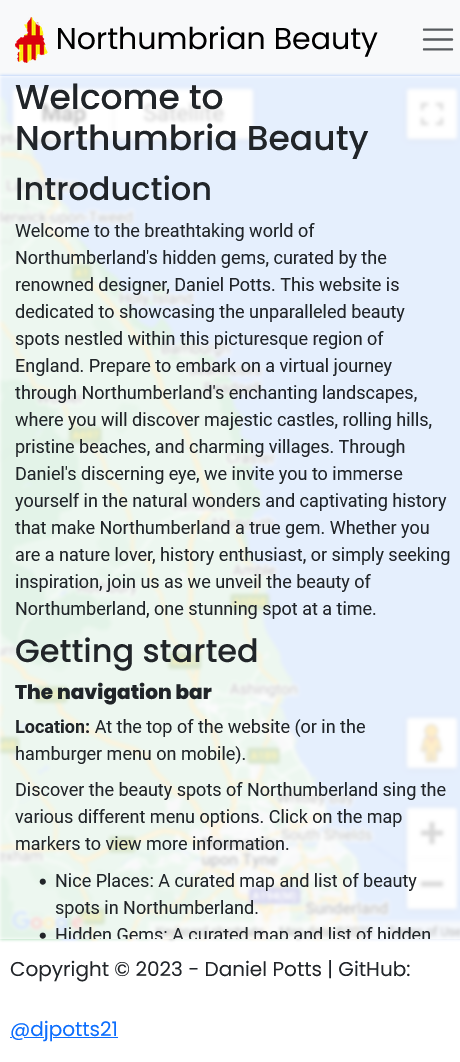 Northumbrian Beauty
Welcome to
Northumbria Beauty
Map
Satellite
Introduction
Welcome to the breathtaking world of
Northumberland's hidden gems, curated by the
renowned designer, Daniel Potts. This website is
dedicated to showcasing the unparalleled beauty
spots nestled within this picturesque region of
England. Prepare to embark on a virtual journey
through Northumberland's enchanting landscapes,
where you will discover majestic castles, rolling hills,
pristine beaches, and charming villages. Through
Daniel's discerning eye, we invite you to immerse
yourself in the natural wonders and captivating history
that make Northumberland a true gem. Whether you
are a nature lover, history enthusiast, or simply seeking
inspiration, join us as we unveil the beauty of
Northumberland, one stunning spot at a time.
Getting started
The navigation bar
Ashington
Location: At the top of the website (or in the
hamburger menu on mobile).
Discover the beauty spots of Northumberland sing the
various different menu options. Click on the map
markers to view more information.
South Shields
upon Tyne
• Nice Places: A curated map and list of beauty
spots in Northumberland.
Sunderland
• Hidden Gems: A curated map and list of hidden
Copyright © 2023 - Daniel Potts | GitHub:
@djpotts21